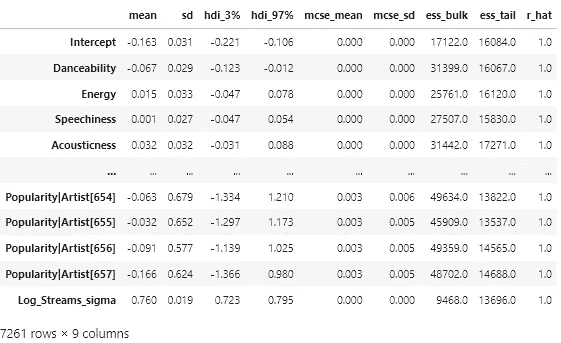 mean sd hdi_3% hdi_97% mcse_mean mcse_sd ess_bulk ess_tail r_hat
Intercept -0.163 0.031 -0.221 -0.106 0.000 0.000 17122.0 16084.0 1.0
Danceability -0.067 0.029 -0.123 -0.012 0.000 0.000 31399.0 16067.0 1.0
Energy 0.015 0.033 -0.047 0.078 0.000 0.000 25761.0 16120.0 1.0
Speechiness 0.001 0.027 -0.047 0.054 0.000 0.000 27507.0 15830.0 1.0
Acousticness 0.032 0.032 -0.031 0.088 0.000 0.000 31442.0 17271.0 1.0
... ... ... ... ... ... ... ... ... ...
Popularity|Artist[654] -0.063 0.679 -1.334 1.210 0.003 0.006 49634.0 13822.0 1.0
Popularity|Artist[655] -0.032 0.652 -1.297 1.173 0.003 0.005 45909.0 13537.0 1.0
Popularity|Artist[656] -0.091 0.577 -1.139 1.025 0.003 0.005 49359.0 14565.0 1.0
Popularity|Artist[657] -0.166 0.624 -1.366 0.980 0.003 0.005 48702.0 14688.0 1.0
Log_Streams_sigma 0.760 0.019 0.723 0.795 0.000 0.000 9468.0 13696.0 1.0
7261 rows × 9 columns